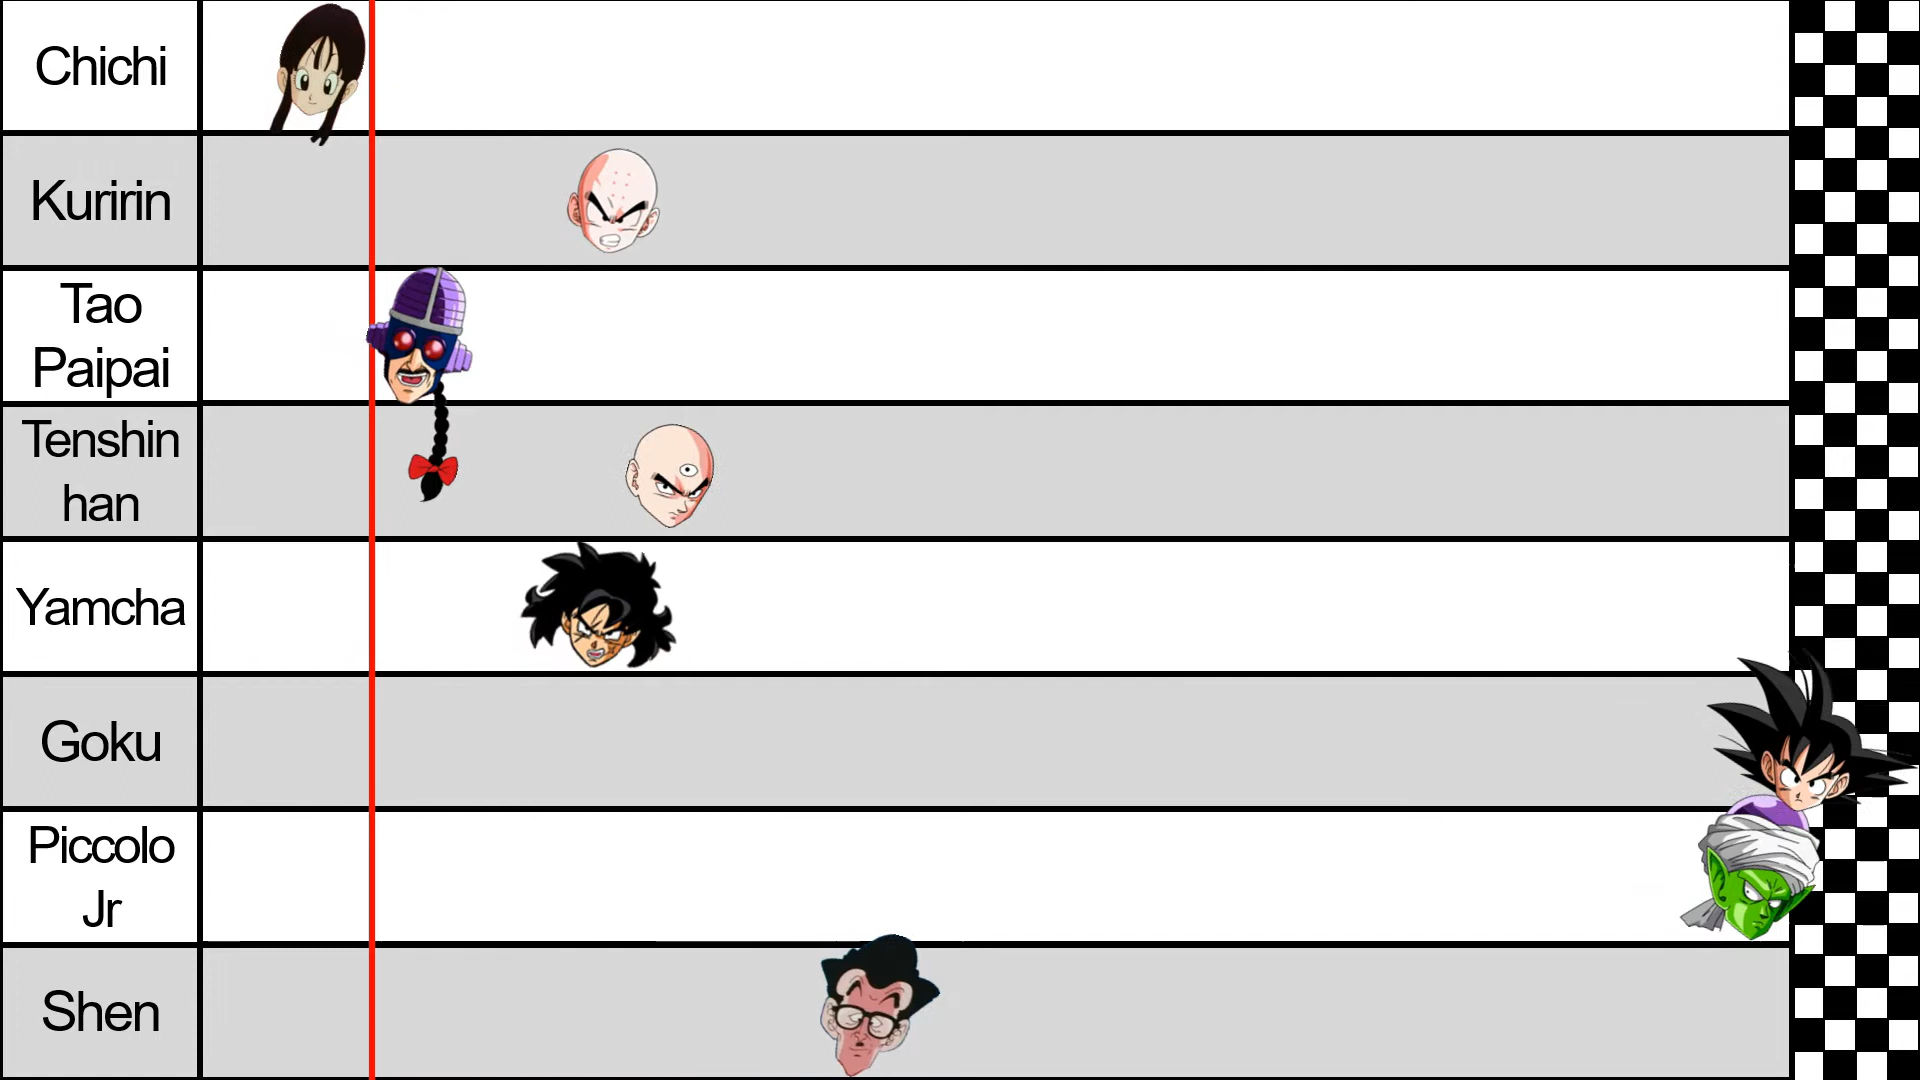 Chichi
Kuririn
Tao
Paipai
Tenshin
han
Yamcha
Goku
Piccolo
Jr
Shen